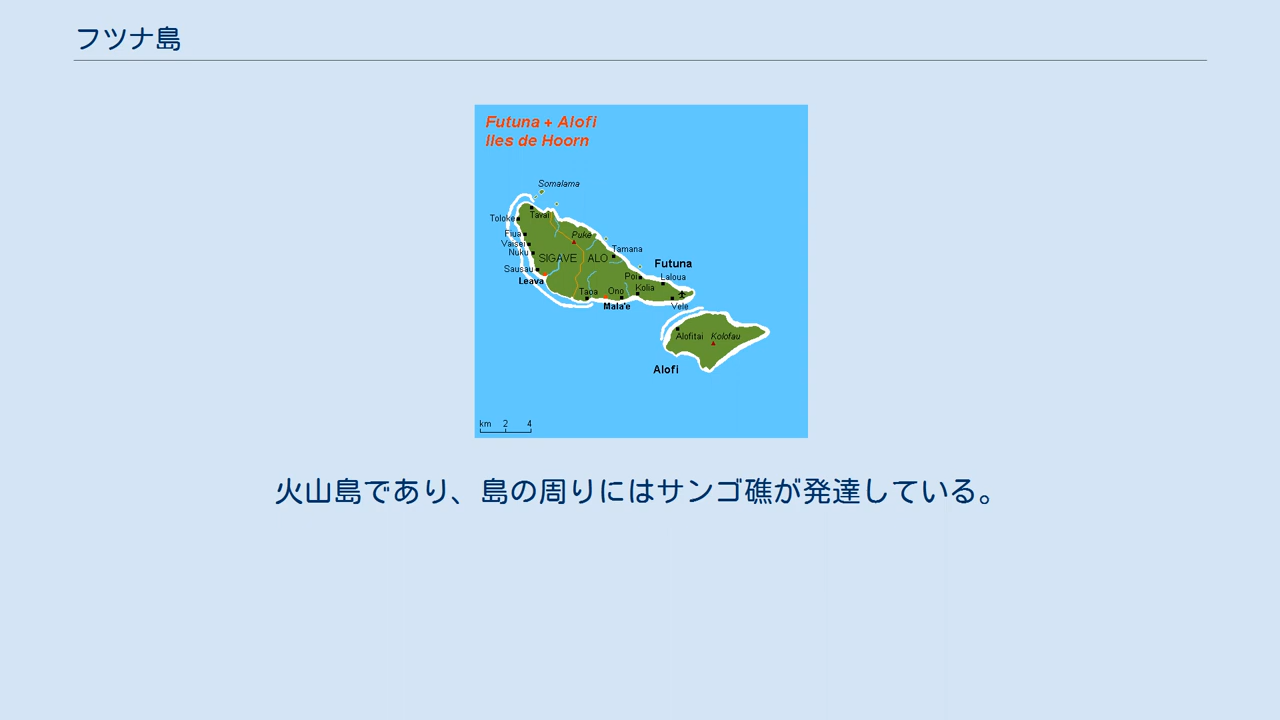 フツナ島
Futuna + Alofi
Iles de Hoorn
Somalama
Tavai
Toloke
Fiua
Vaisei
Nuku
Puke
Tamana
SIGAVE ALO
Futuna
Sausau
Leava
Poi
Laloua
Taoa
Ono
Kolia
Mala'e
Vele
Alofitai
Kolofau
Alofi
km 2 4
火山島であり、島の周りにはサンゴ礁が発達している。